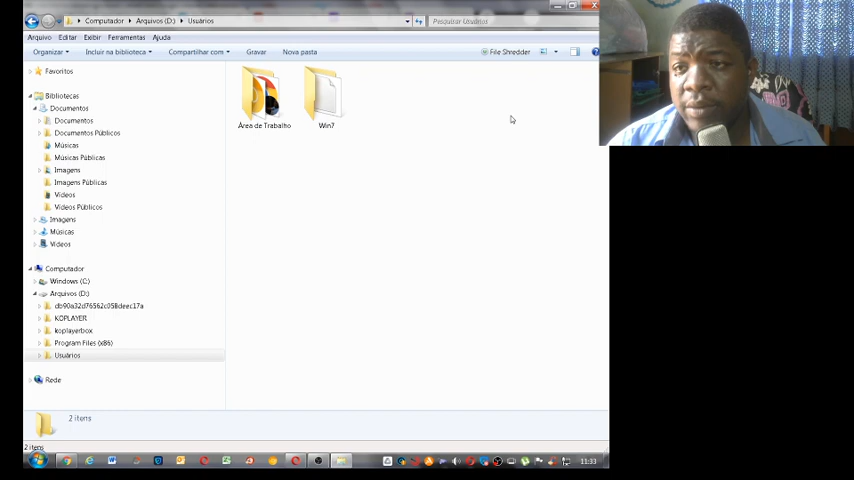 Computador ▸ Arquivos (D:) ▸ Usuários
Pesquisar Usuários
Arquivo Editar Exibir Ferramentas Ajuda
Organizar Incluir na biblioteca Compartilhar com Gravar Nova pasta File Shredder
Favoritos
Bibliotecas
Documentos
Documentos
Documentos Públicos
Músicas
Músicas Públicas
Imagens
Imagens Públicas
Vídeos
Vídeos Públicos
Imagens
Músicas
Vídeos
Computador
Windows (C:)
Arquivos (D:)
KOPLAYER
koplayerbox
Program Files (x86)
Usuários
Rede
Área de Trabalho
Win7
2 itens
2 itens
11:33